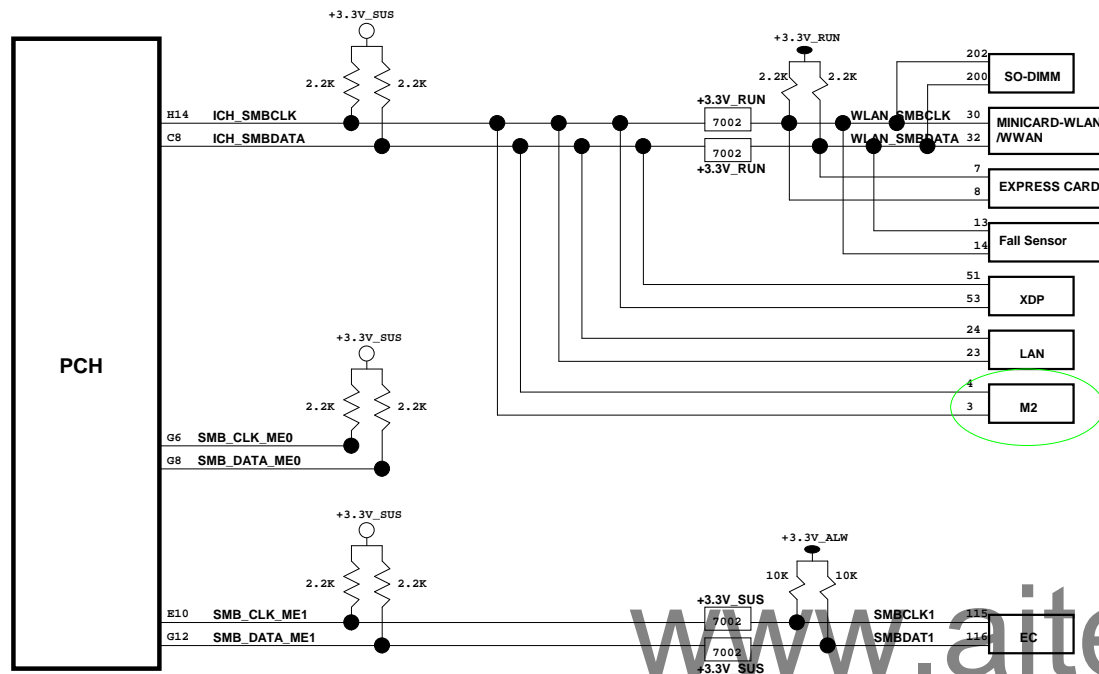 +3.3V_SUS
+3.3V_RUN
2.2K 2.2K
2.2K 2.2K
202
200
SO-DIMM
+3.3V_RUN
H14 ICH_SMBCLK
7002
WLAN_SMBCLK
30
MINICARD-WLAN
/WWAN
C8 ICH_SMBDATA
7002
WLAN_SMBDATA
32
+3.3V_RUN
7
8
EXPRESS CARD
13
14
Fall Sensor
51
53
XDP
24
23
LAN
4
3
M2
PCH
+3.3V_SUS
2.2K 2.2K
G6 SMB_CLK_ME0
G8 SMB_DATA_ME0
+3.3V_SUS
+3.3V_ALW
2.2K 2.2K
10K 10K
+3.3V_SUS
E10 SMB_CLK_ME1
7002
SMBCLK1
115
G12 SMB_DATA_ME1
7002
SMBDAT1
116
EC
+3.3V_SUS
www.aite